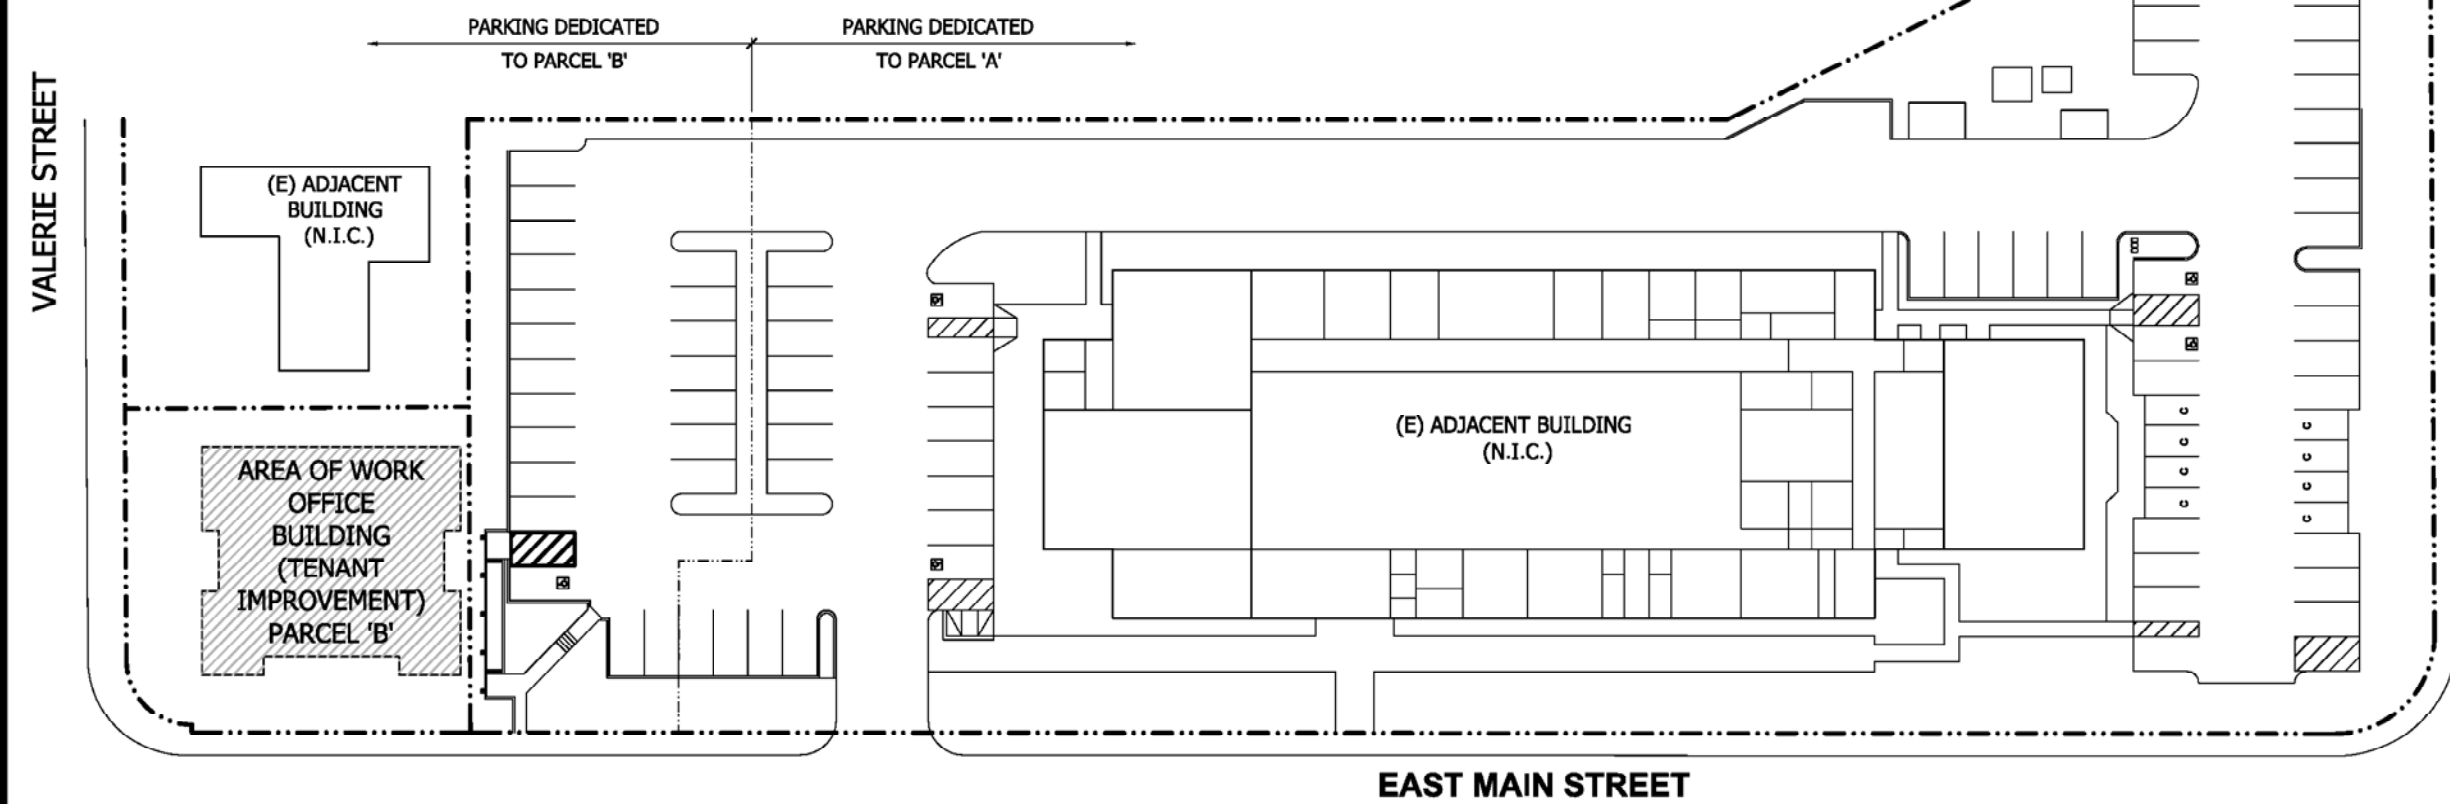 PARKING DEDICATED
TO PARCEL 'B'
PARKING DEDICATED
TO PARCEL 'A'
VALERIE STREET
(E) ADJACENT
BUILDING
(N.I.C.)
AREA OF WORK
OFFICE
BUILDING
(TENANT
IMPROVEMENT)
PARCEL 'B'
(E) ADJACENT BUILDING
(N.I.C.)
C
C
C
C
C
C
C
C
EAST MAIN STREET